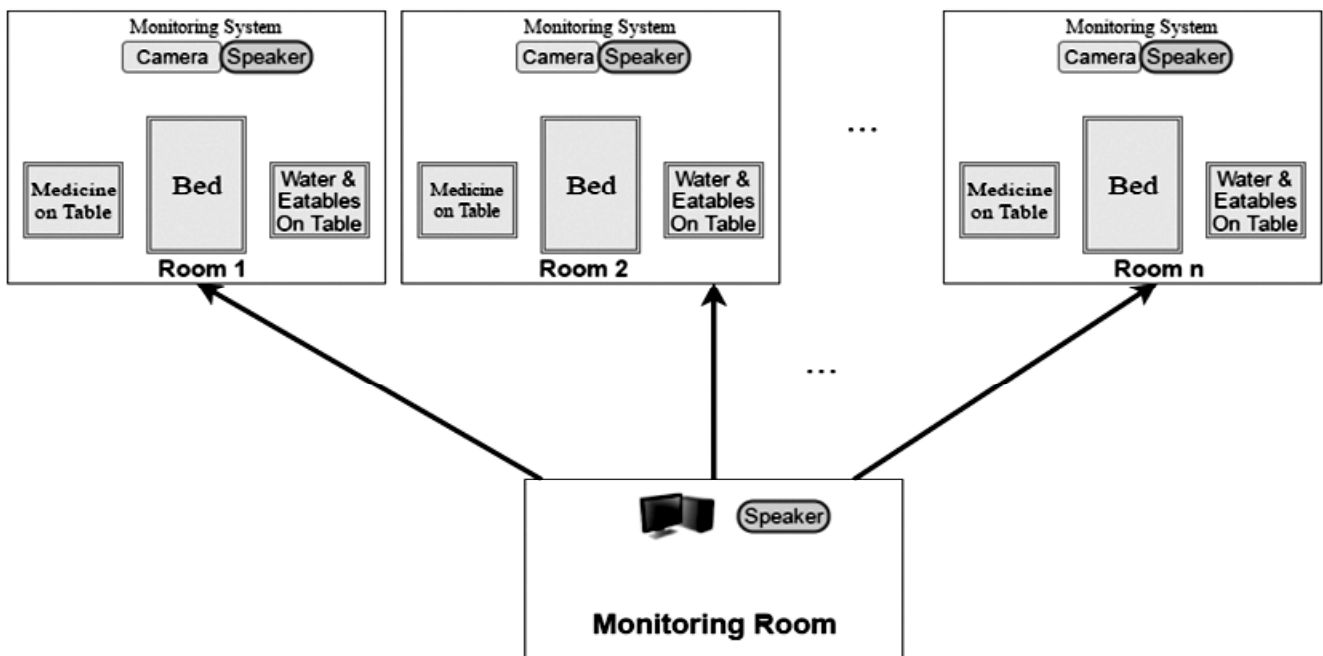 Monitoring System
Camera Speaker
Medicine
on Table
Bed
Water &
Eatables
On Table
Room 1
Monitoring System
Camera Speaker
Medicine
on Table
Bed
Water &
Eatables
On Table
Room 2
...
Monitoring System
Camera Speaker
Medicine
on Table
Bed
Water &
Eatables
On Table
Room n
...
Speaker
Monitoring Room